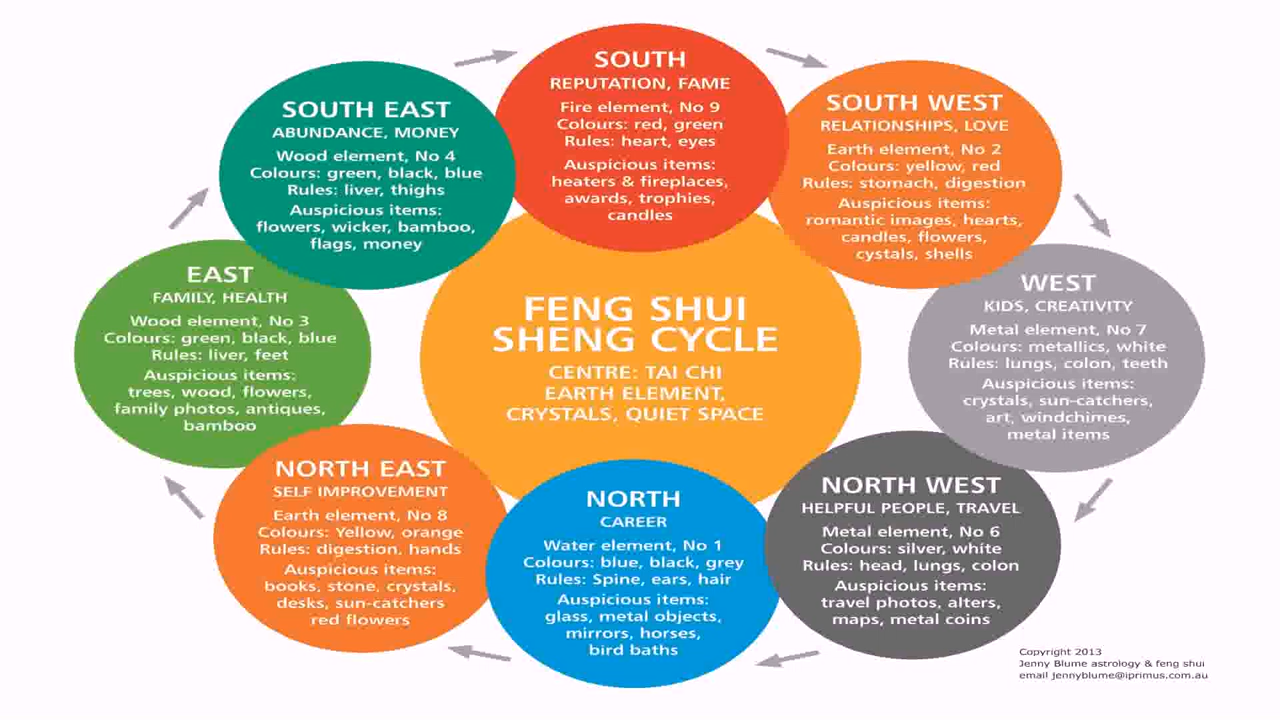 SOUTH
REPUTATION, FAME
Fire element, No 9
Colours: red, green
Rules: heart, eyes
Auspicious items:
heaters & fireplaces,
awards, trophies,
candles
SOUTH WEST
RELATIONSHIPS, LOVE
Earth element, No 2
Colours: yellow, red
Rules: stomach, digestion
Auspicious items:
romantic images, hearts,
candles, flowers,
cystals, shells
WEST
KIDS, CREATIVITY
Metal element, No 7
Colours: metallics, white
Rules: lungs, colon, teeth
Auspicious items:
crystals, sun-catchers,
art, windchimes,
metal items
NORTH WEST
HELPFUL PEOPLE, TRAVEL
Metal element, No 6
Colours: silver, white
Rules: head, lungs, colon
Auspicious items:
travel photos, alters,
maps, metal coins
NORTH
CAREER
Water element, No 1
Colours: blue, black, grey
Rules: Spine, ears, hair
Auspicious items:
glass, metal objects,
mirrors, horses,
bird baths
NORTH EAST
SELF IMPROVEMENT
Earth element, No 8
Colours: Yellow, orange
Rules: digestion, hands
Auspicious items:
books, stone, crystals,
desks, sun-catchers
red flowers
EAST
FAMILY, HEALTH
Wood element, No 3
Colours: green, black, blue
Rules: liver, feet
Auspicious items:
trees, wood, flowers,
family photos, antiques,
bamboo
SOUTH EAST
ABUNDANCE, MONEY
Wood element, No 4
Colours: green, black, blue
Rules: liver, thighs
Auspicious items:
flowers, wicker, bamboo,
flags, money
FENG SHUI
SHENG CYCLE
CENTRE: TAI CHI
EARTH ELEMENT,
CRYSTALS, QUIET SPACE
Copyright 2013
Jenny Blume astrology & feng shui
email jennyblume@iprimus.com.au